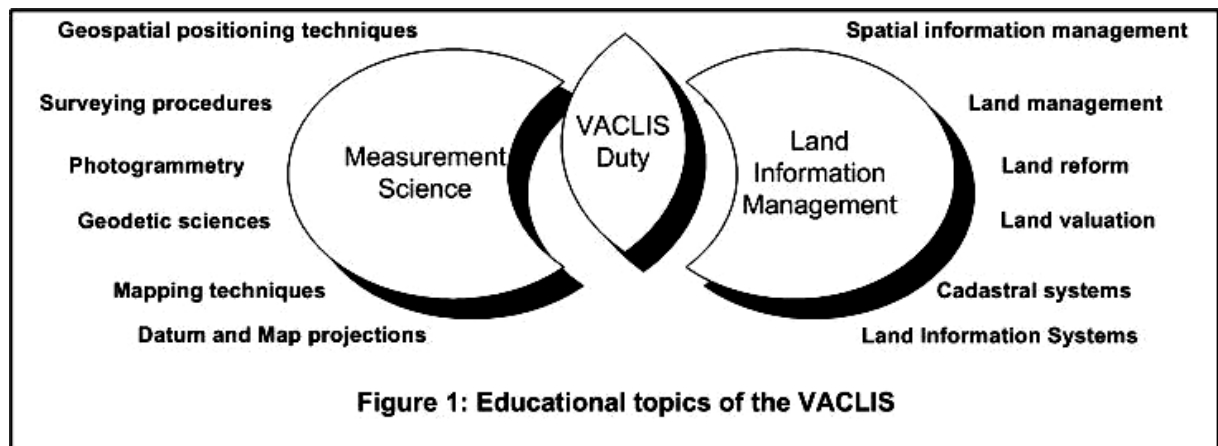 Geospatial positioning techniques
Surveying procedures
Photogrammetry
Geodetic sciences
Mapping techniques
Datum and Map projections
Measurement
Science
VACLIS
Duty
Land
Information
Management
Spatial information management
Land management
Land reform
Land valuation
Cadastral systems
Land Information Systems
Figure 1: Educational topics of the VACLIS